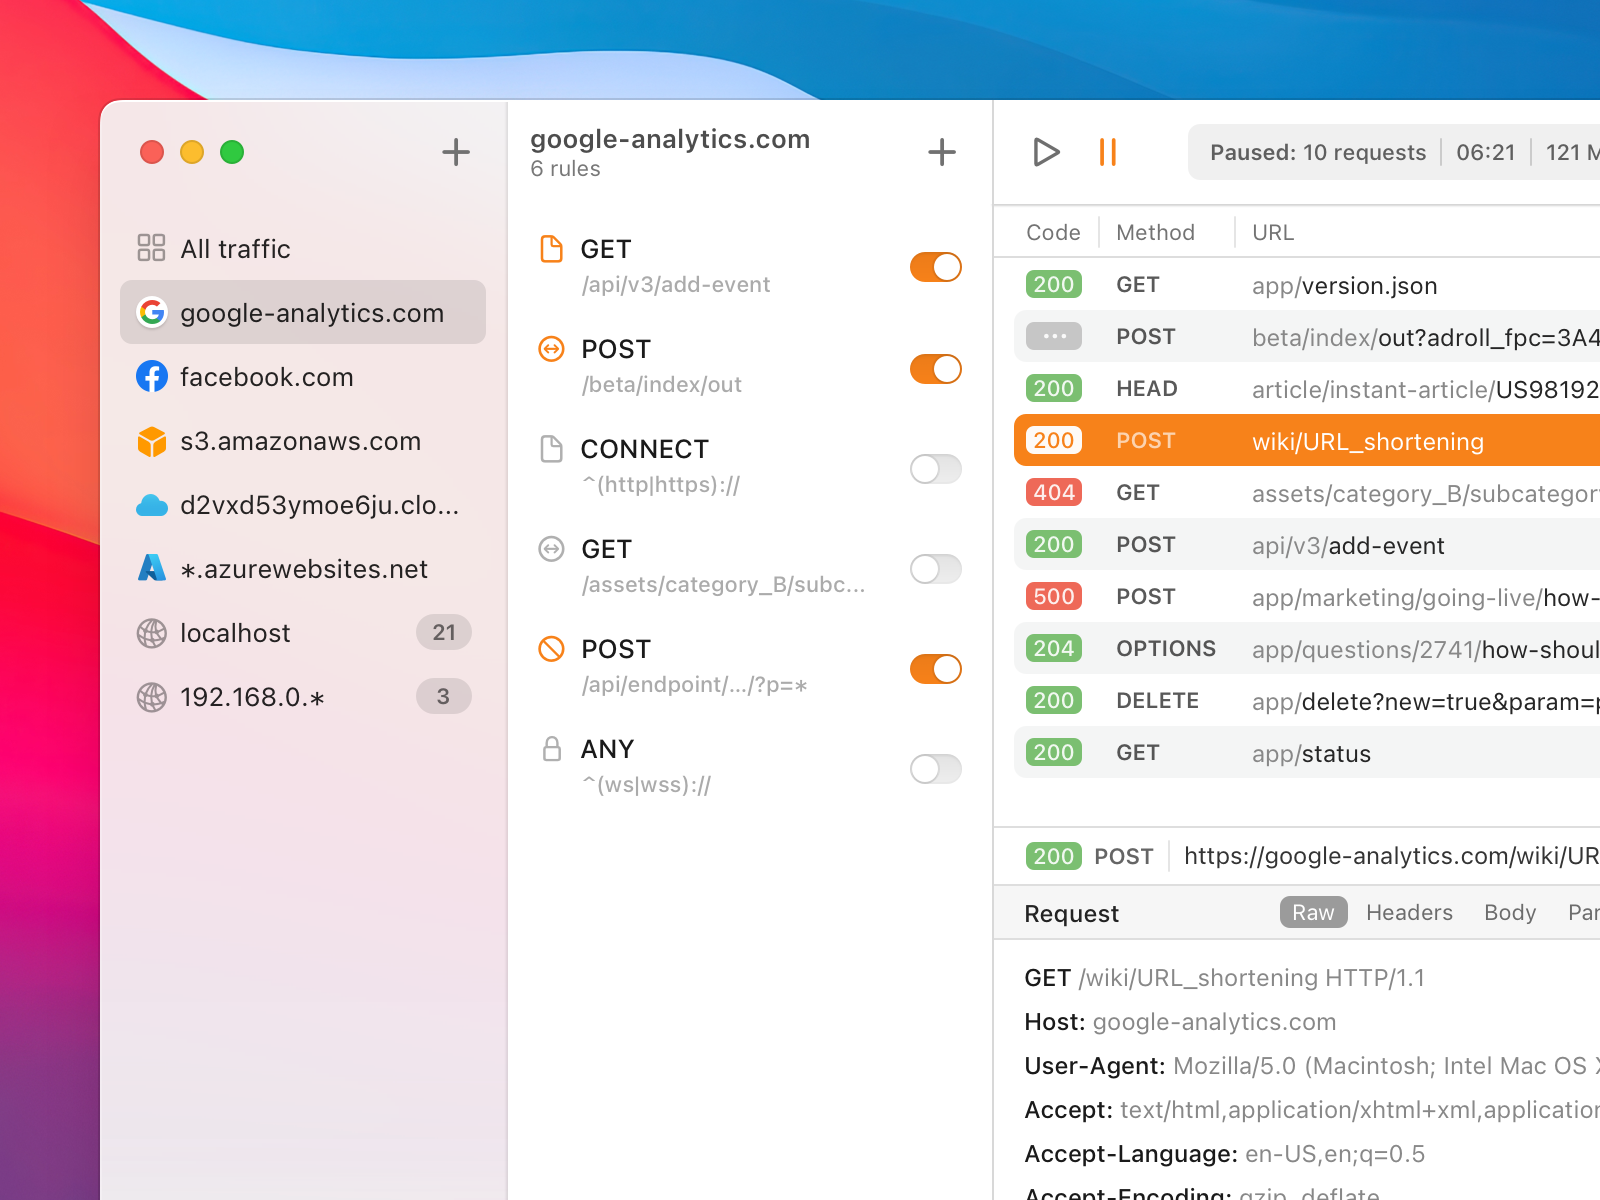 All traffic
google-analytics.com
facebook.com
s3.amazonaws.com
d2vxd53ymoe6ju.clo...
*.azurewebsites.net
localhost 21
192.168.0.* 3
google-analytics.com
6 rules
GET
/api/v3/add-event
POST
/beta/index/out
CONNECT
^(http|https)://
GET
/assets/category_B/subc...
POST
/api/endpoint/.../?p=*
ANY
^(ws|wss)://
Paused: 10 requests 06:21 121 M
Code Method URL
200 GET app/version.json
... POST beta/index/out?adroll_fpc=3A4
200 HEAD article/instant-article/US98192
200 POST wiki/URL_shortening
404 GET assets/category_B/subcategor
200 POST api/v3/add-event
500 POST app/marketing/going-live/how-
204 OPTIONS app/questions/2741/how-shoul
200 DELETE app/delete?new=true&param=p
200 GET app/status
200 POST https://google-analytics.com/wiki/UR
Request Raw Headers Body Par
GET /wiki/URL_shortening HTTP/1.1
Host: google-analytics.com
User-Agent: Mozilla/5.0 (Macintosh; Intel Mac OS X
Accept: text/html,application/xhtml+xml,application
Accept-Language: en-US,en;q=0.5
Accept-Encoding: gzip, deflate